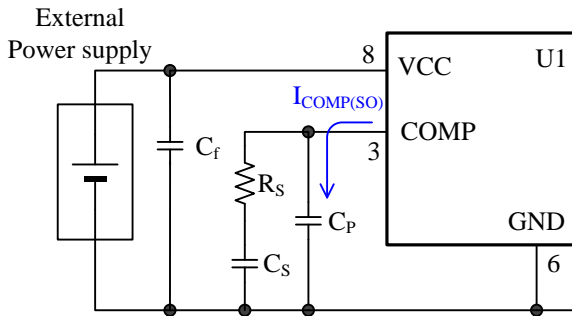 External
Power supply
8
VCC
U1
I_COMP(SO)
COMP
3
C_f
R_S
C_P
C_S
GND
6